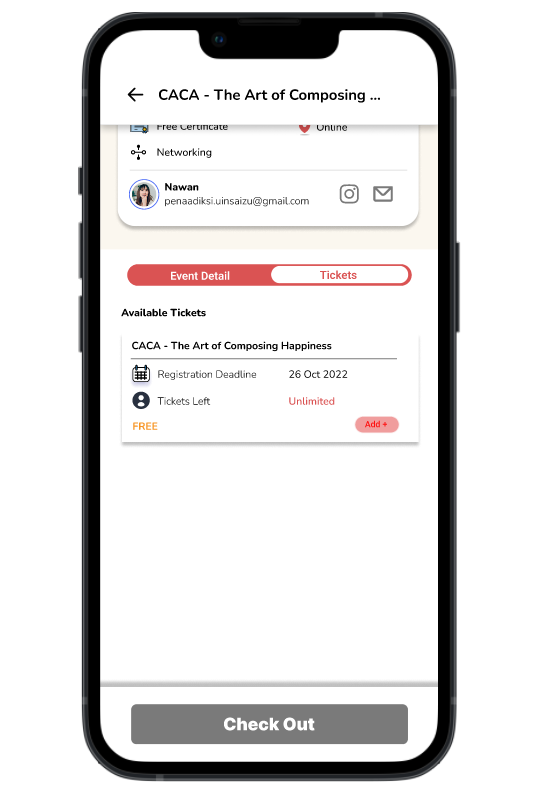 CACA - The Art of Composing ...
Free Certificate
Online
Networking
Nawan
penaadiksi.uinsaizu@gmail.com
Event Detail
Tickets
Available Tickets
CACA - The Art of Composing Happiness
Registration Deadline
26 Oct 2022
Tickets Left
Unlimited
FREE
Add +
Check Out